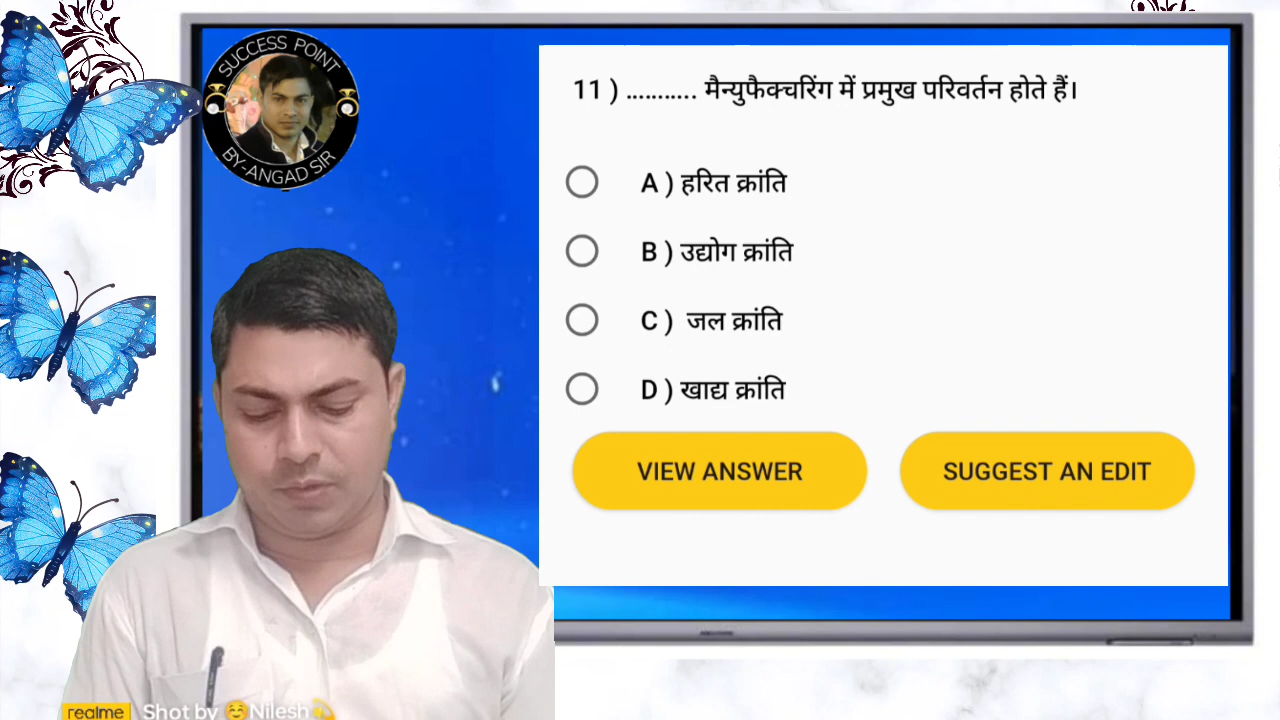 SUCCESS POINT
BY-ANGAD SIR
11 ) ........... मैन्युफैक्चरिंग में प्रमुख परिवर्तन होते हैं।
A ) हरित क्रांति
B ) उद्योग क्रांति
C ) जल क्रांति
D ) खाद्य क्रांति
VIEW ANSWER
SUGGEST AN EDIT
realme Shot by 😊Nilesh💫